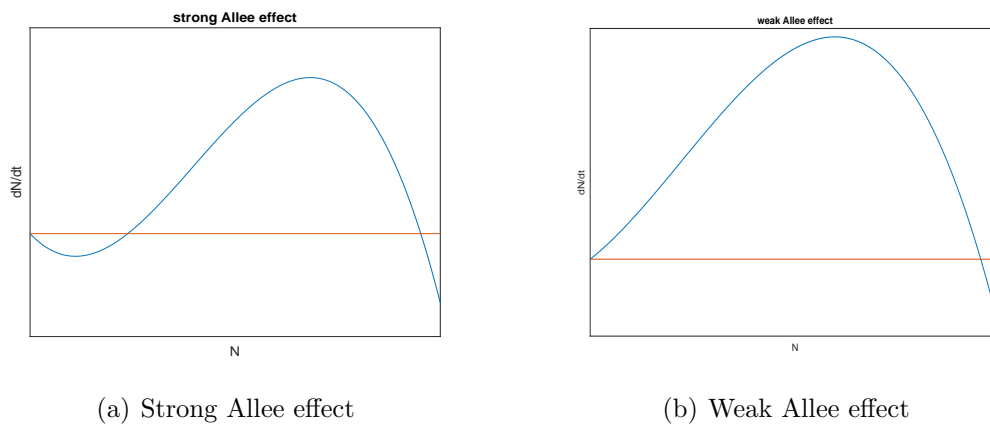 strong Allee effect
dN/dt
N
weak Allee effect
dN/dt
N
(a) Strong Allee effect
(b) Weak Allee effect